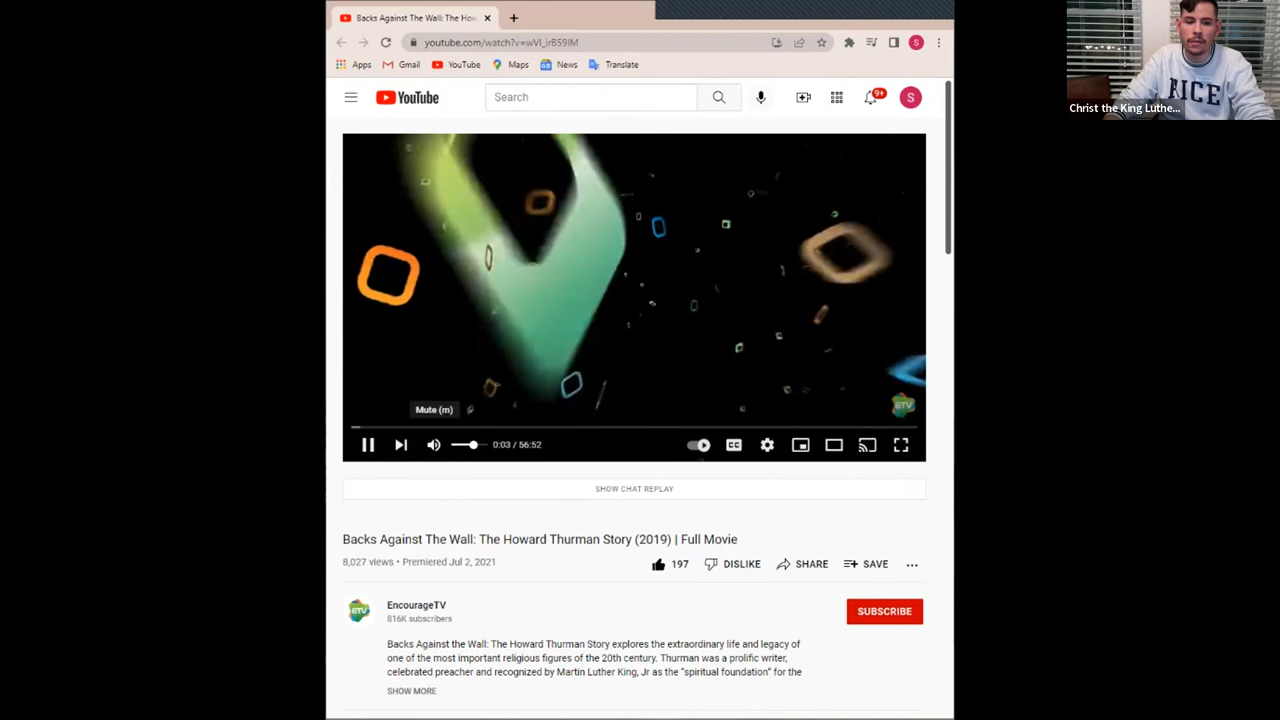 Backs Against The Wall: The How
youtube.com/watch?v=wVI_irB59IM
S
Apps Gmail YouTube Maps News Translate
YouTube
Search
9+
S
ETV
Mute (m)
0:03 / 56:52
CC
SHOW CHAT REPLAY
Backs Against The Wall: The Howard Thurman Story (2019) | Full Movie
8,027 views • Premiered Jul 2, 2021
197 DISLIKE SHARE SAVE
ETV
EncourageTV
816K subscribers
SUBSCRIBE
Backs Against the Wall: The Howard Thurman Story explores the extraordinary life and legacy of
one of the most important religious figures of the 20th century. Thurman was a prolific writer,
celebrated preacher and recognized by Martin Luther King, Jr as the "spiritual foundation" for the
SHOW MORE
RICE
Christ the King Luthe...